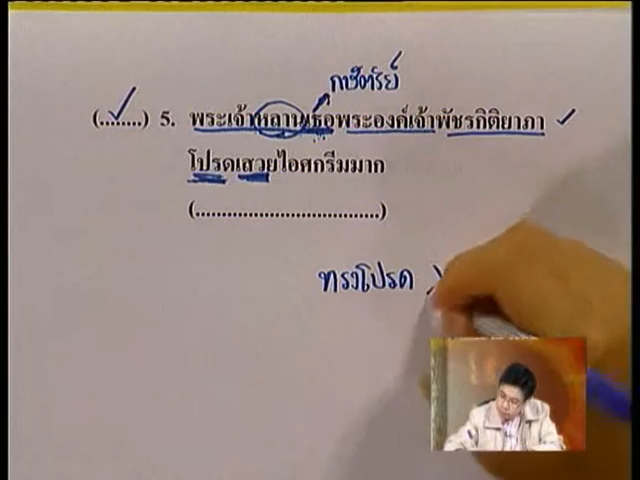 กษัตริย์
(........) 5. พระเจ้าหลานเธอพระองค์เจ้าพัชรกิติยาภา
โปรดเสวยไอศกรีมมาก
(...................................)
ทรงโปรด